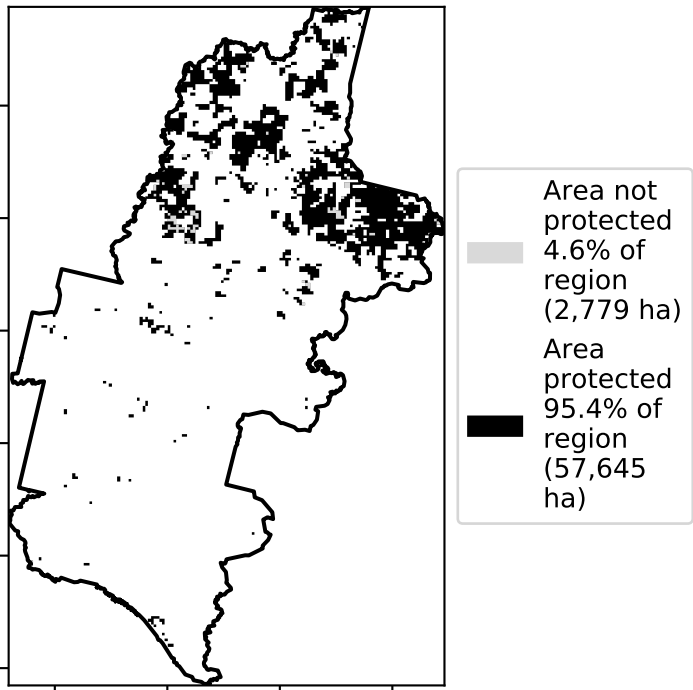 Area not
protected
4.6% of
region
(2,779 ha)
Area
protected
95.4% of
region
(57,645
ha)